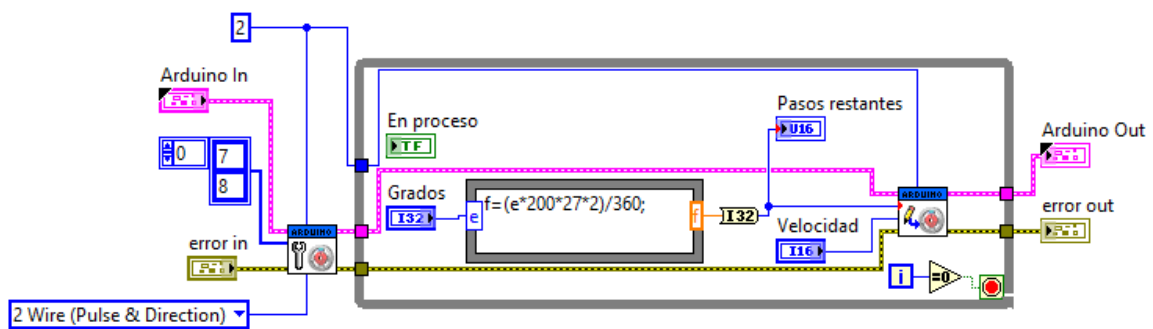 2
Arduino In
0
7
8
error in
ARDUINO
2 Wire (Pulse & Direction)
En proceso
TF
Grados
I32
e
f=(e*200*27*2)/360;
f
I32
Pasos restantes
U16
Velocidad
I16
ARDUINO
i
=0
Arduino Out
error out